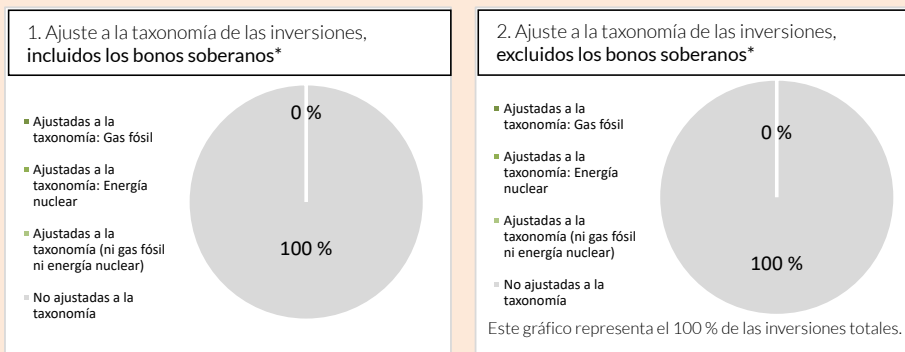 1. Ajuste a la taxonomía de las inversiones,
incluidos los bonos soberanos*
Ajustadas a la
taxonomía: Gas fósil
Ajustadas a la
taxonomía: Energía
nuclear
Ajustadas a la
taxonomía (ni gas fósil
ni energía nuclear)
No ajustadas a la
taxonomía
0 %
100 %
2. Ajuste a la taxonomía de las inversiones,
excluidos los bonos soberanos*
Ajustadas a la
taxonomía: Gas fósil
Ajustadas a la
taxonomía: Energía
nuclear
Ajustadas a la
taxonomía (ni gas fósil
ni energía nuclear)
No ajustadas a la
taxonomía
0 %
100 %
Este gráfico representa el 100 % de las inversiones totales.